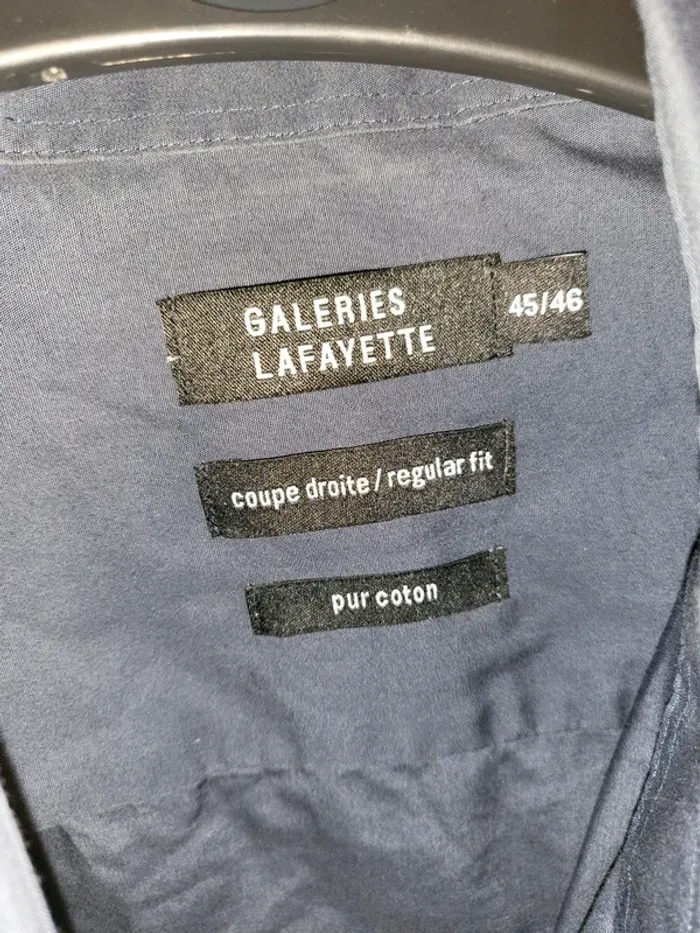 GALERIES
LAFAYETTE
45/46
coupe droite / regular fit
pur coton